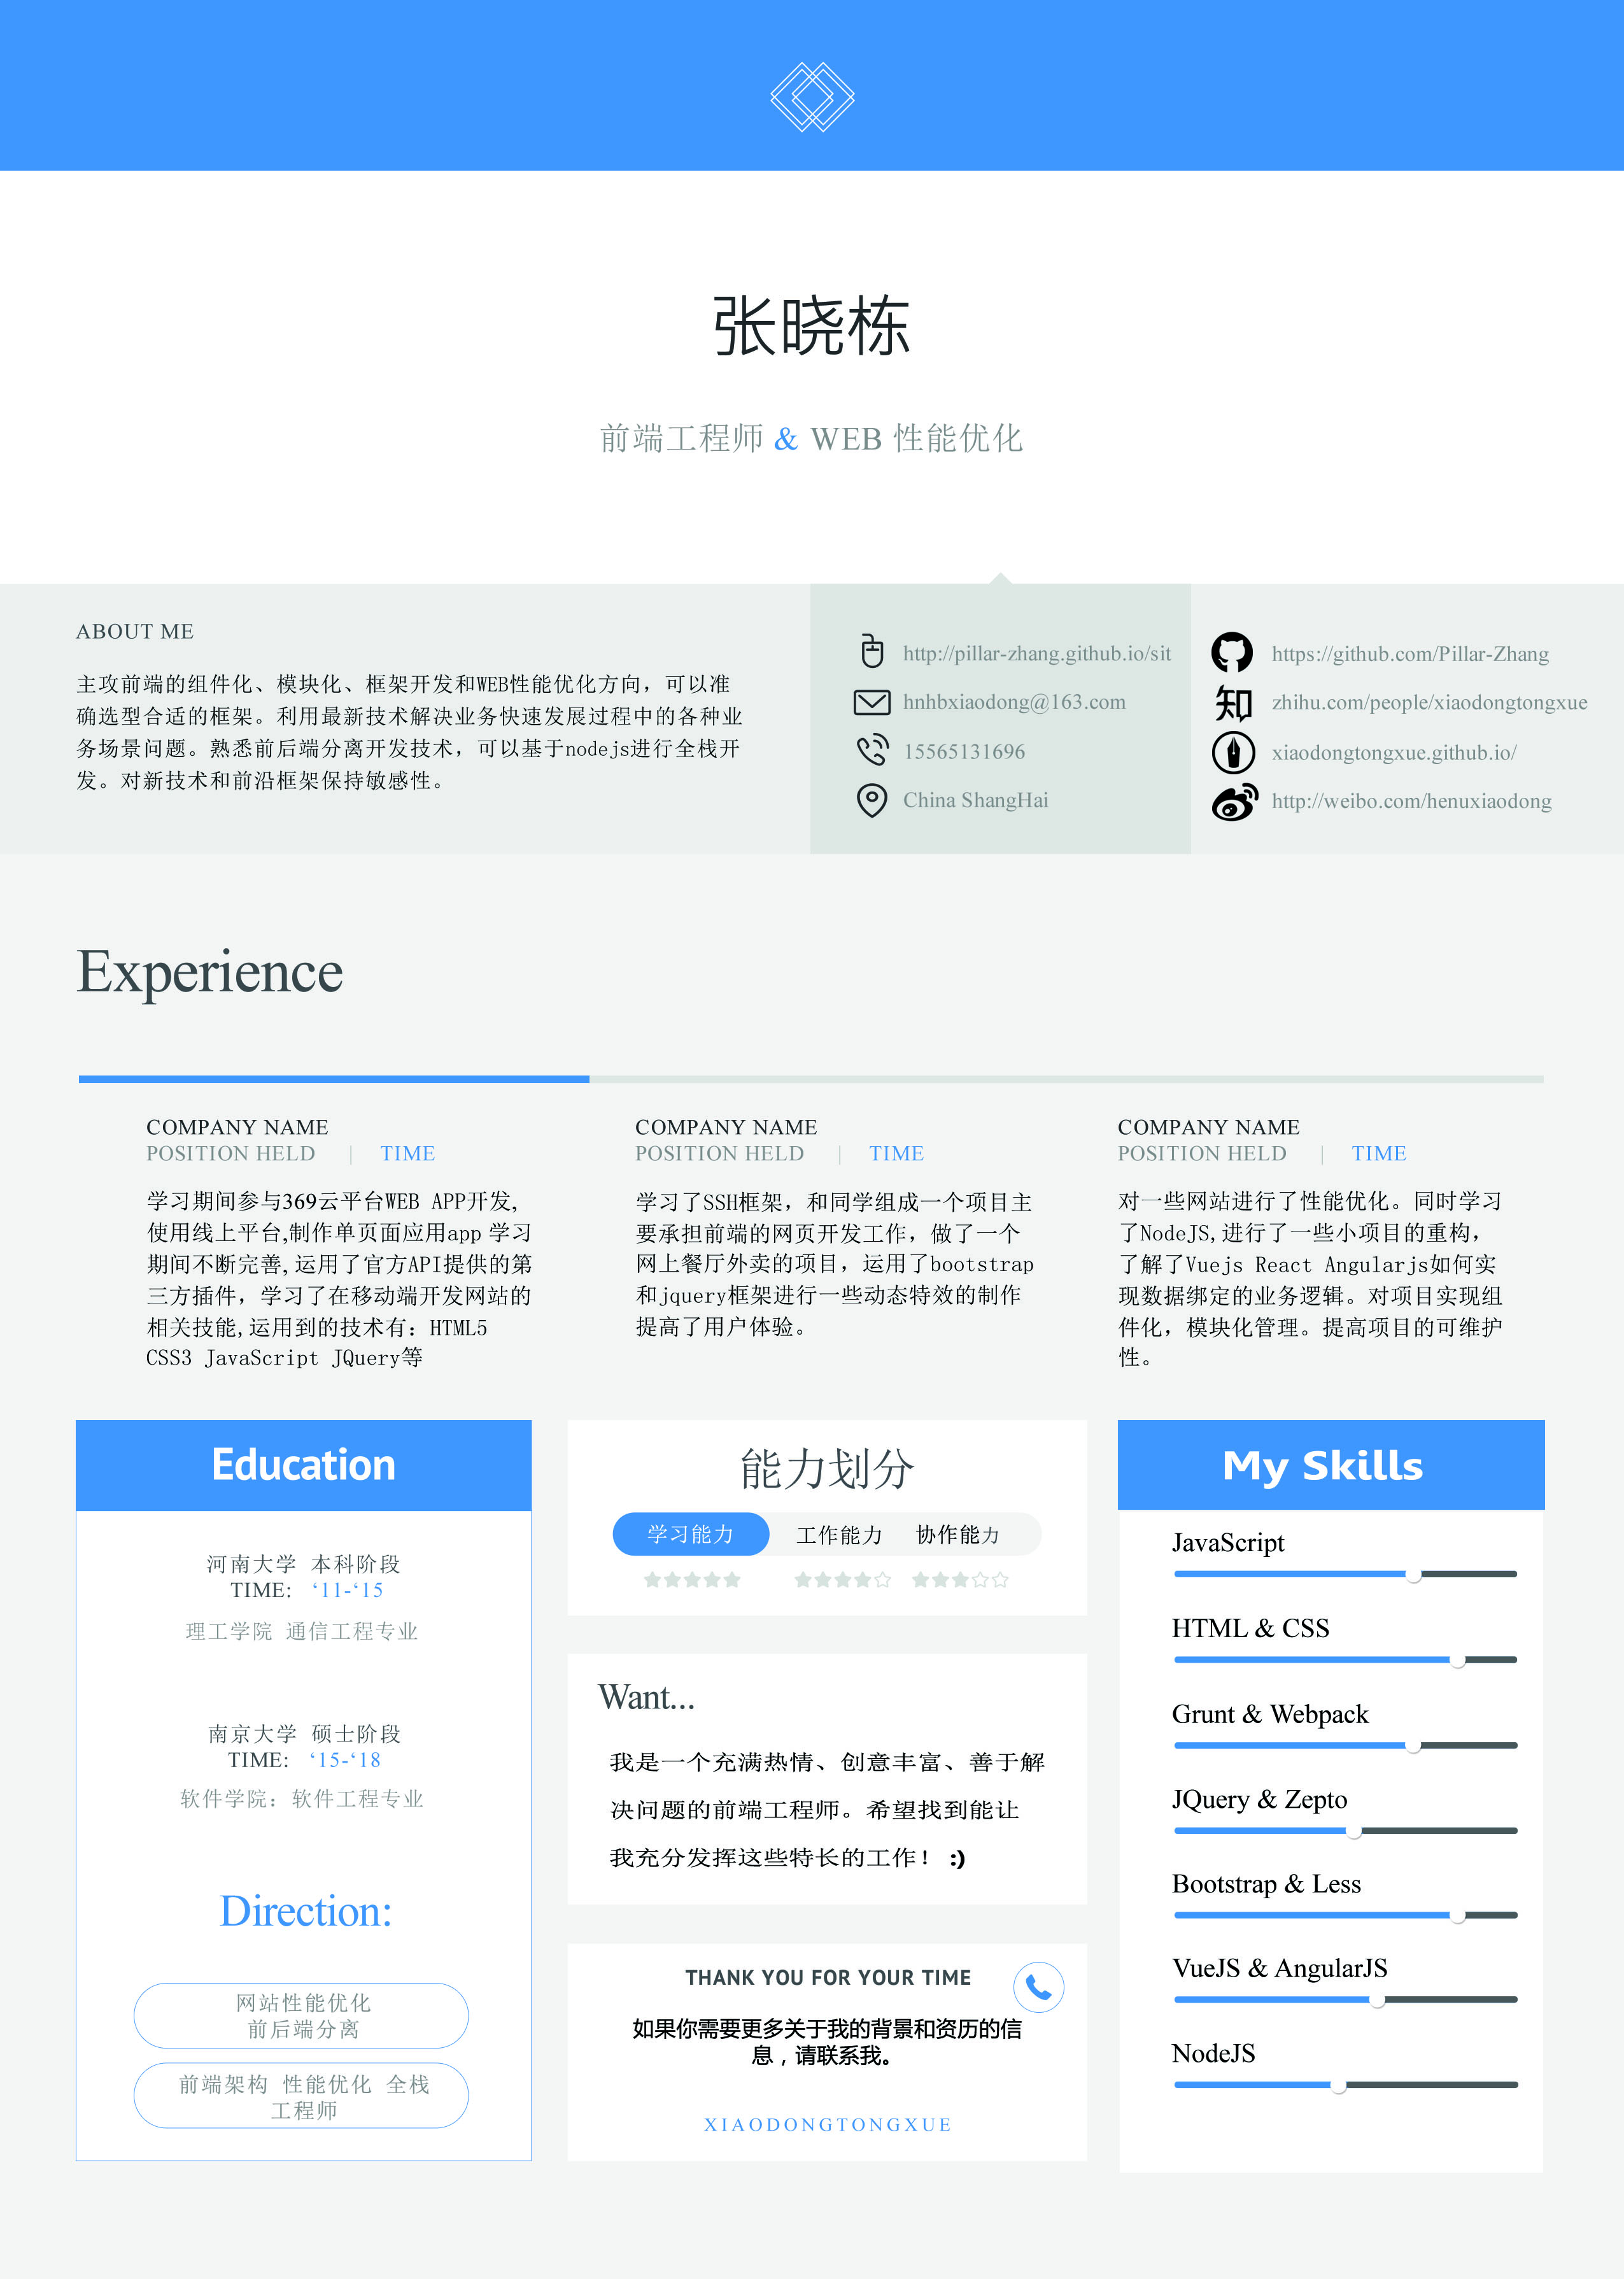 张晓栋
前端工程师 & WEB 性能优化
ABOUT ME
主攻前端的组件化、模块化、框架开发和WEB性能优化方向，可以准
确选型合适的框架。利用最新技术解决业务快速发展过程中的各种业
务场景问题。熟悉前后端分离开发技术，可以基于nodejs进行全栈开
发。对新技术和前沿框架保持敏感性。
http://pillar-zhang.github.io/sit
hnhbxiaodong@163.com
15565131696
China ShangHai
https://github.com/Pillar-Zhang
知 zhihu.com/people/xiaodongtongxue
xiaodongtongxue.github.io/
http://weibo.com/henuxiaodong
Experience
COMPANY NAME
POSITION HELD | TIME
学习期间参与369云平台WEB APP开发,
使用线上平台,制作单页面应用app 学习
期间不断完善,运用了官方API提供的第
三方插件，学习了在移动端开发网站的
相关技能,运用到的技术有：HTML5
CSS3 JavaScript JQuery等
COMPANY NAME
POSITION HELD | TIME
学习了SSH框架，和同学组成一个项目主
要承担前端的网页开发工作，做了一个
网上餐厅外卖的项目，运用了bootstrap
和jquery框架进行一些动态特效的制作
提高了用户体验。
COMPANY NAME
POSITION HELD | TIME
对一些网站进行了性能优化。同时学习
了NodeJS,进行了一些小项目的重构，
了解了Vuejs React Angularjs如何实
现数据绑定的业务逻辑。对项目实现组
件化，模块化管理。提高项目的可维护
性。
Education
河南大学 本科阶段
TIME: ‘11-‘15
理工学院 通信工程专业
南京大学 硕士阶段
TIME: ‘15-‘18
软件学院：软件工程专业
Direction:
网站性能优化
前后端分离
前端架构 性能优化 全栈
工程师
能力划分
学习能力 工作能力 协作能力
Want...
我是一个充满热情、创意丰富、善于解
决问题的前端工程师。希望找到能让
我充分发挥这些特长的工作！ :)
THANK YOU FOR YOUR TIME
如果你需要更多关于我的背景和资历的信
息，请联系我。
XIAODONGTONGXUE
My Skills
JavaScript
HTML & CSS
Grunt & Webpack
JQuery & Zepto
Bootstrap & Less
VueJS & AngularJS
NodeJS